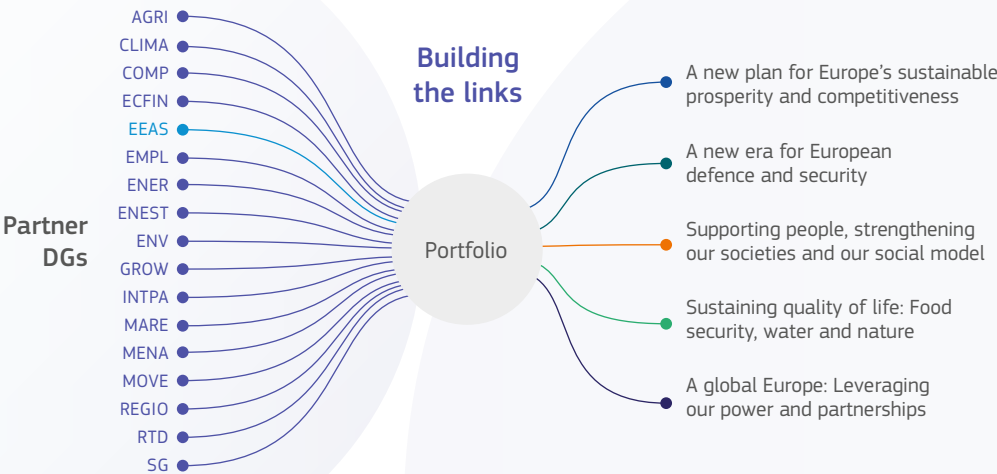 Partner
DGs
AGRI
CLIMA
COMP
ECFIN
EEAS
EMPL
ENER
ENEST
ENV
GROW
INTPA
MARE
MENA
MOVE
REGIO
RTD
SG
Building
the links
Portfolio
A new plan for Europe’s sustainable
prosperity and competitiveness
A new era for European
defence and security
Supporting people, strengthening
our societies and our social model
Sustaining quality of life: Food
security, water and nature
A global Europe: Leveraging
our power and partnerships